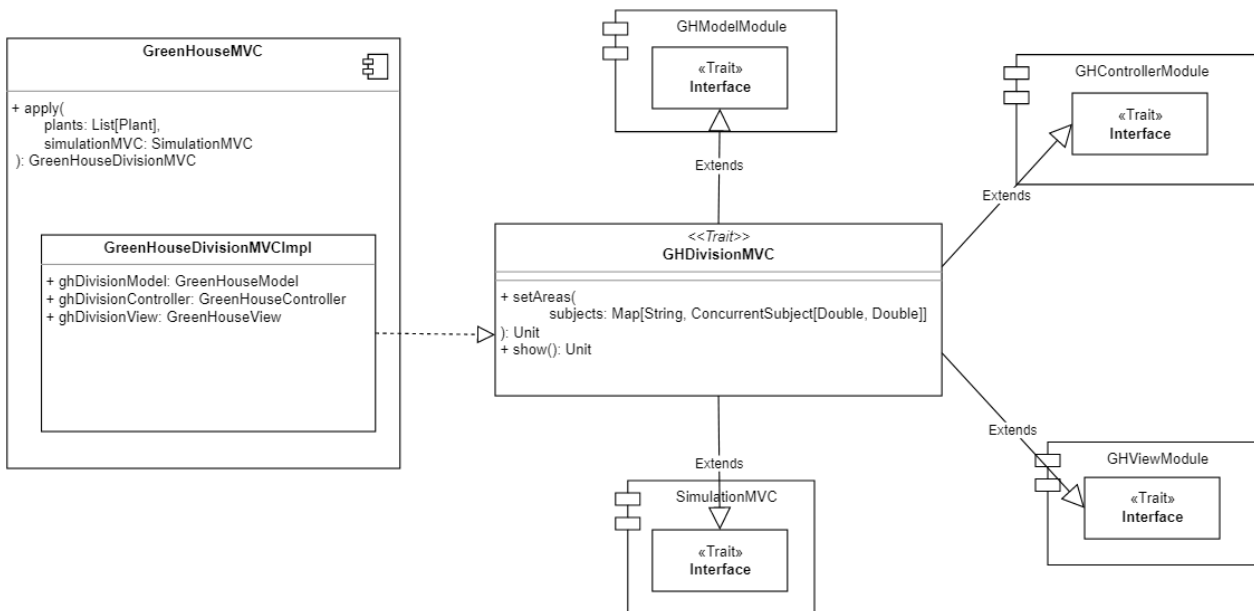 GreenHouseMVC
+ apply(
plants: List[Plant],
simulationMVC: SimulationMVC
): GreenHouseDivisionMVC
GreenHouseDivisionMVCImpl
+ ghDivisionModel: GreenHouseModel
+ ghDivisionController: GreenHouseController
+ ghDivisionView: GreenHouseView
GHModelModule
«Trait»
Interface
Extends
<<Trait>>
GHDivisionMVC
+ setAreas(
subjects: Map[String, ConcurrentSubject[Double, Double]]
): Unit
+ show(): Unit
Extends
SimulationMVC
«Trait»
Interface
GHControllerModule
«Trait»
Interface
Extends
Extends
GHViewModule
«Trait»
Interface